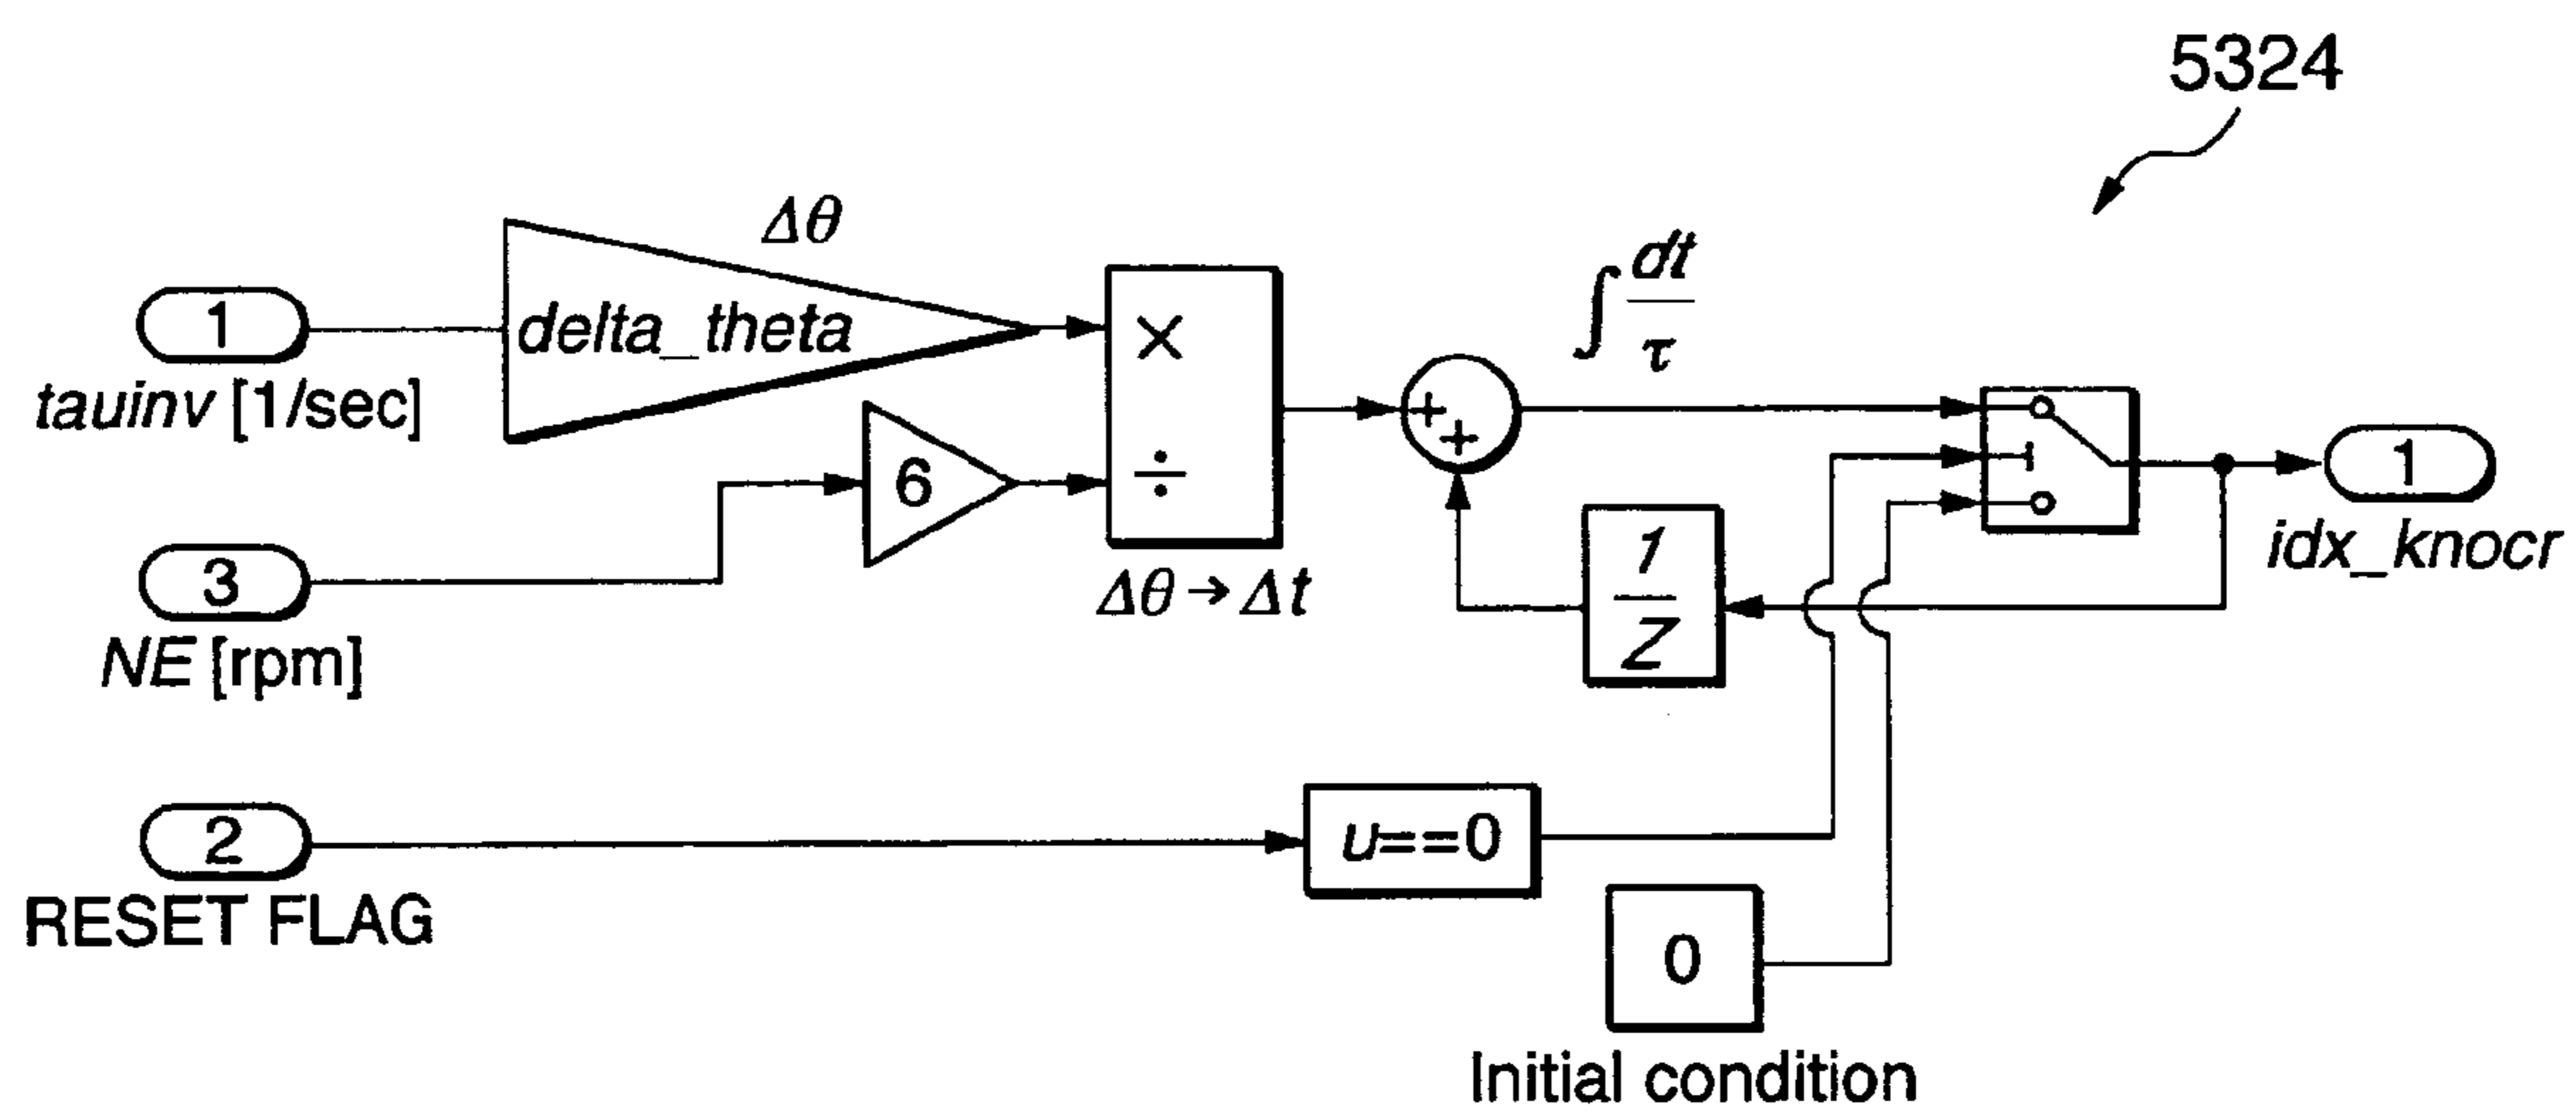 5324
Δθ
1
delta_theta
×
∫ dt/τ
tauinv [1/sec]
6
÷
+
+
1
3
Δθ→Δt
1/Z
idx_knocr
NE [rpm]
2
u==0
RESET FLAG
0
Initial condition